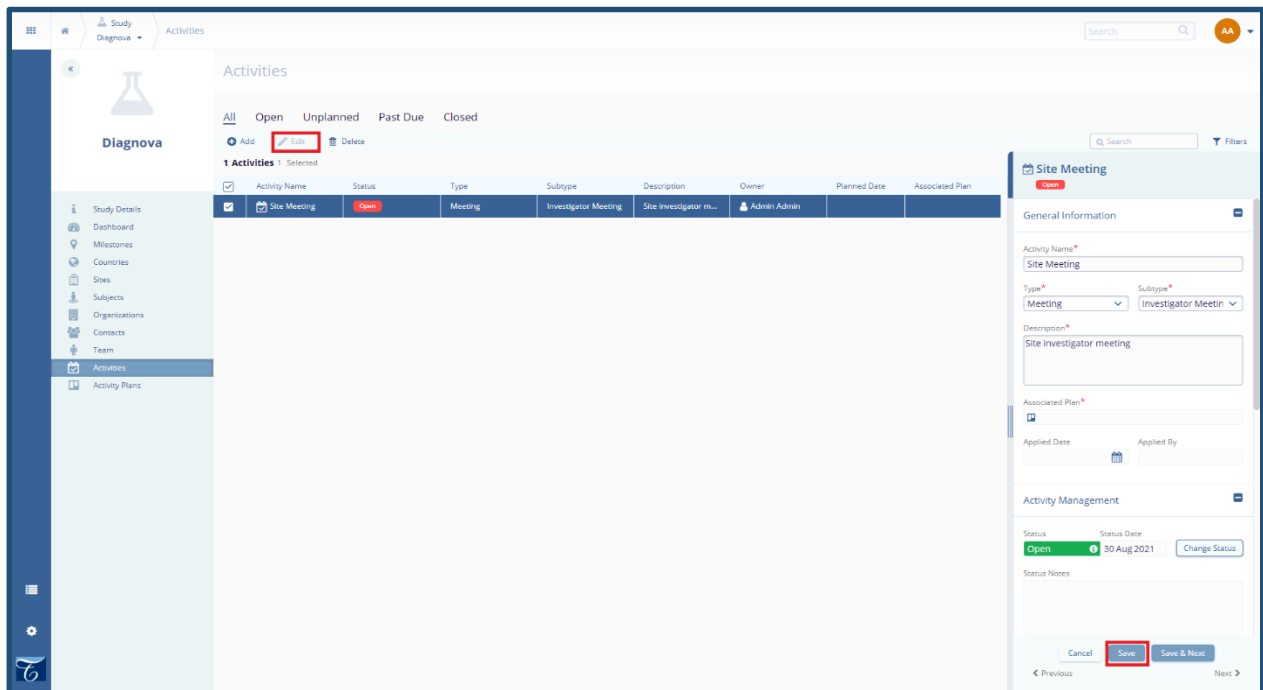 Study
Diagnova
Activities
Search
AA
Diagnova
Study Details
Dashboard
Milestones
Countries
Sites
Subjects
Organizations
Contacts
Team
Activities
Activity Plans
Activities
All Open Unplanned Past Due Closed
Add Edit Delete
Search Filters
1 Activities 1 Selected
Activity Name Status Type Subtype Description Owner Planned Date Associated Plan
Site Meeting Open Meeting Investigator Meeting Site investigator m... Admin Admin
Site Meeting
Open
General Information
Activity Name*
Site Meeting
Type* Subtype*
Meeting Investigator Meetin
Description*
Site investigator meeting
Associated Plan*
Applied Date Applied By
Activity Management
Status Status Date
Open 30 Aug 2021 Change Status
Status Notes
Cancel Save Save & Next
Previous Next